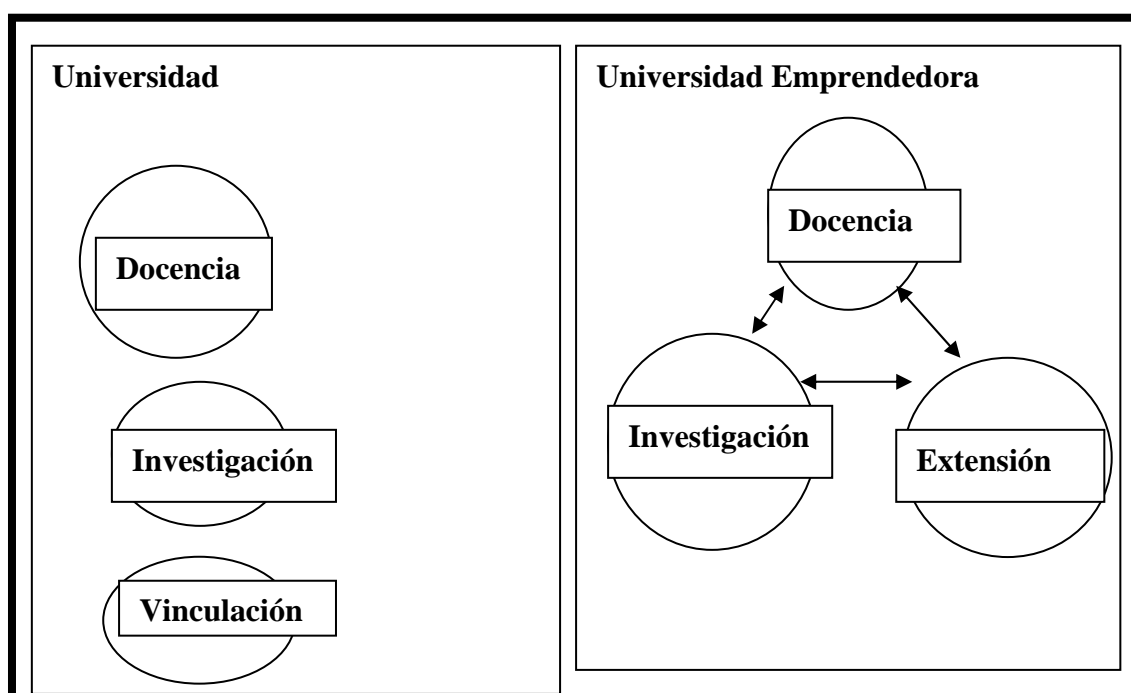 Universidad
Docencia
Investigación
Vinculación
Universidad Emprendedora
Docencia
Investigación
Extensión